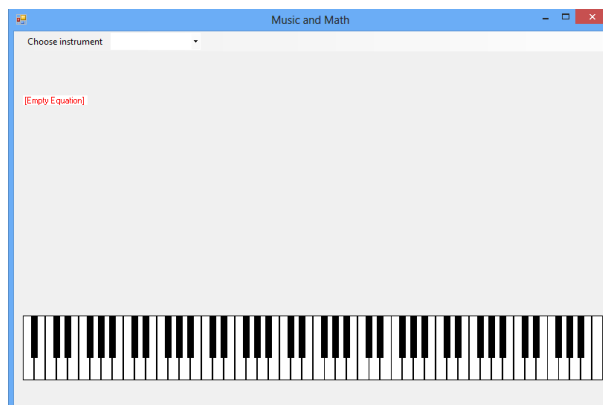 Music and Math
Choose instrument
[Empty Equation]